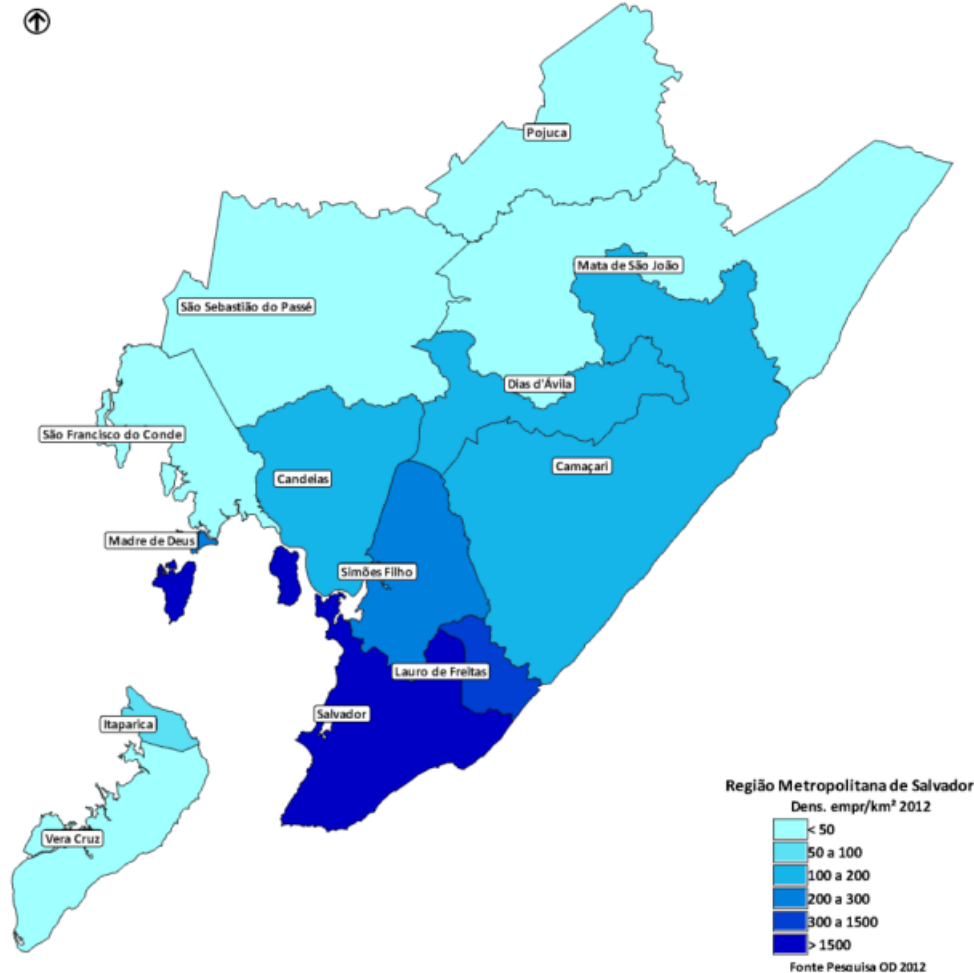 Pojuca
Mata de São João
São Sebastião do Passé
Dias d'Ávila
São Francisco do Conde
Camaçari
Candeias
Madre de Deus
Simões Filho
Lauro de Freitas
Salvador
Itaparica
Vera Cruz
Região Metropolitana de Salvador
Dens. empr/km² 2012
< 50
50 a 100
100 a 200
200 a 300
300 a 1500
> 1500
Fonte Pesquisa OD 2012